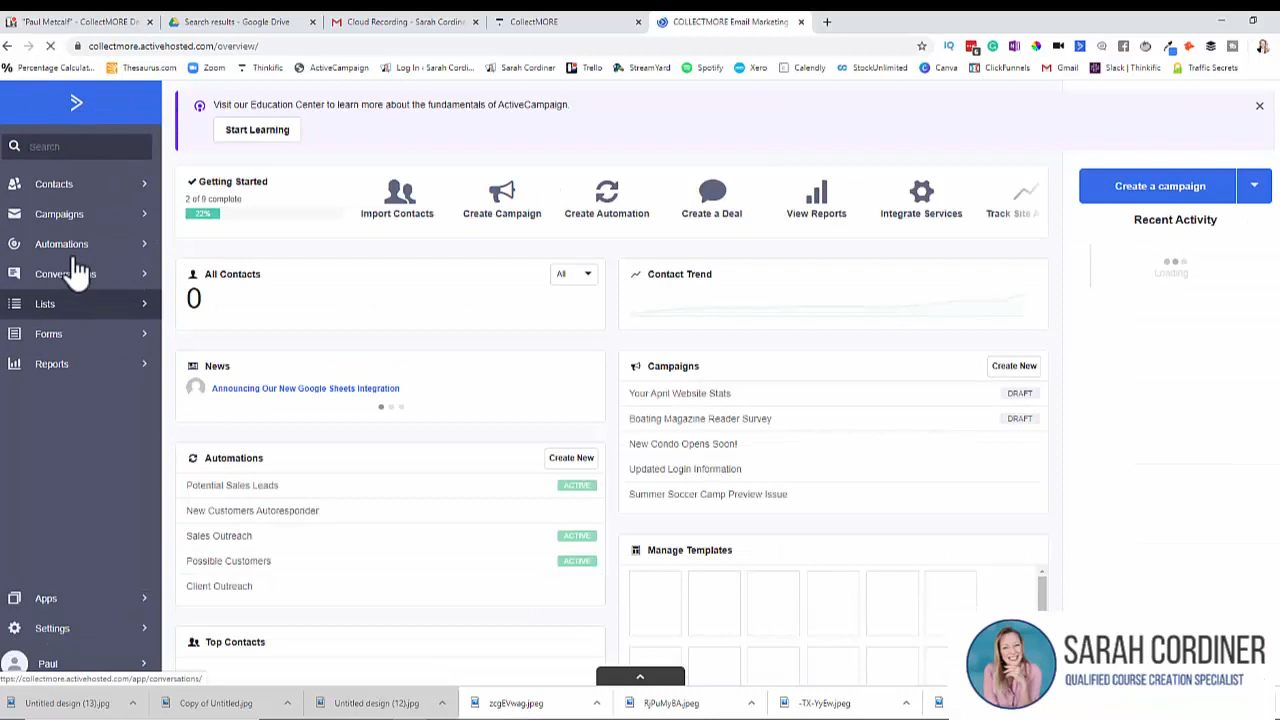 "Paul Metcalf" - CollectMORE D
Search results - Google Drive
Cloud Recording - Sarah Cordine
CollectMORE
COLLECTMORE Email Marketing
collectmore.activehosted.com/overview/
Percentage Calculat...
Thesaurus.com
Zoom
Thinkific
ActiveCampaign
Log In ‹ Sarah Cordi...
Sarah Cordiner
Trello
StreamYard
Spotify
Xero
Calendly
StockUnlimited
Canva
ClickFunnels
Gmail
Slack | Thinkific
Traffic Secrets
Visit our Education Center to learn more about the fundamentals of ActiveCampaign.
Start Learning
Search
Contacts
Campaigns
Automations
Lists
Forms
Reports
Apps
Settings
Paul
Getting Started
2 of 9 complete
22%
Import Contacts
Create Campaign
Create Automation
Create a Deal
View Reports
Integrate Services
Track Site A
Create a campaign
Recent Activity
Loading
All Contacts
All
0
Contact Trend
News
Announcing Our New Google Sheets Integration
Campaigns
Create New
Your April Website Stats
DRAFT
Boating Magazine Reader Survey
DRAFT
New Condo Opens Soon!
Updated Login Information
Summer Soccer Camp Preview Issue
Automations
Create New
Potential Sales Leads
ACTIVE
New Customers Autoresponder
Sales Outreach
ACTIVE
Possible Customers
ACTIVE
Client Outreach
Manage Templates
Top Contacts
SARAH CORDINER
QUALIFIED COURSE CREATION SPECIALIST
ttps://collectmore.activehosted.com/app/conversations/
Untitled design (13).jpg
Copy of Untitled.jpg
Untitled design (12).jpg
zcgEVwag.jpeg
RjPuMyBA.jpeg
-TX-YyEw.jpeg